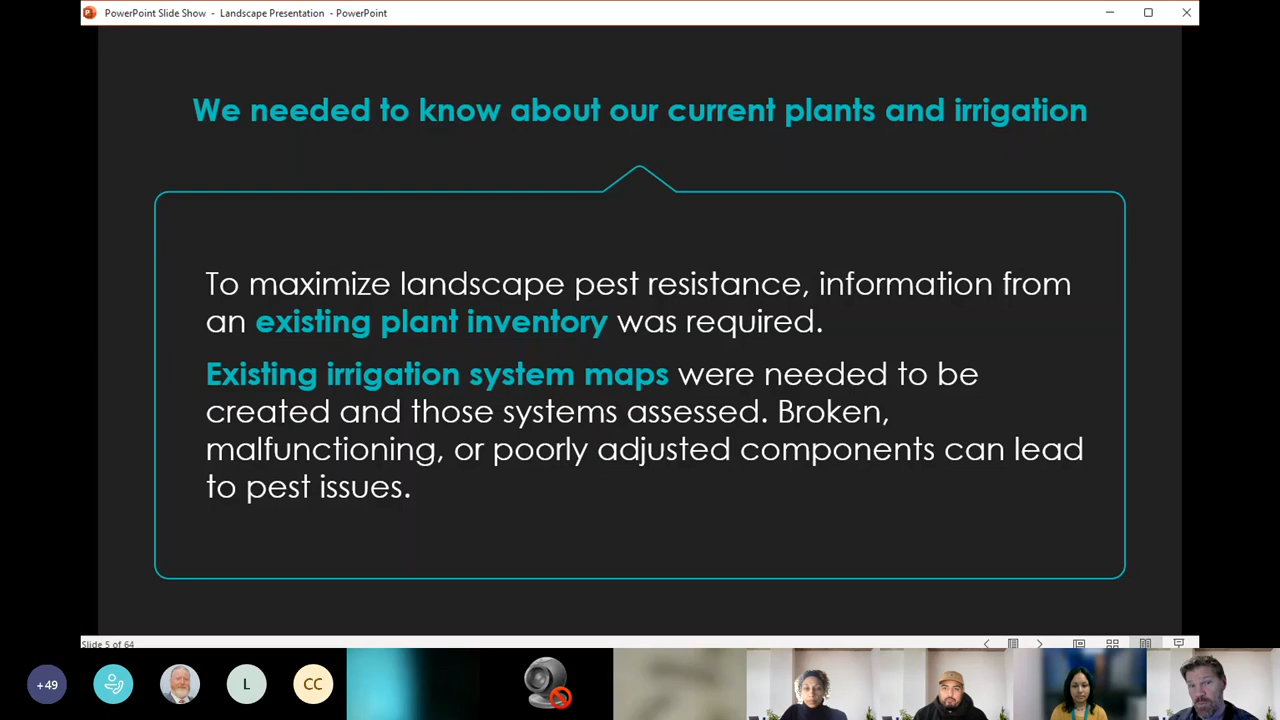 PowerPoint Slide Show - Landscape Presentation - PowerPoint
We needed to know about our current plants and irrigation
To maximize landscape pest resistance, information from
an existing plant inventory was required.
Existing irrigation system maps were needed to be
created and those systems assessed. Broken,
malfunctioning, or poorly adjusted components can lead
to pest issues.
Slide 5 of 64
+49
L
CC